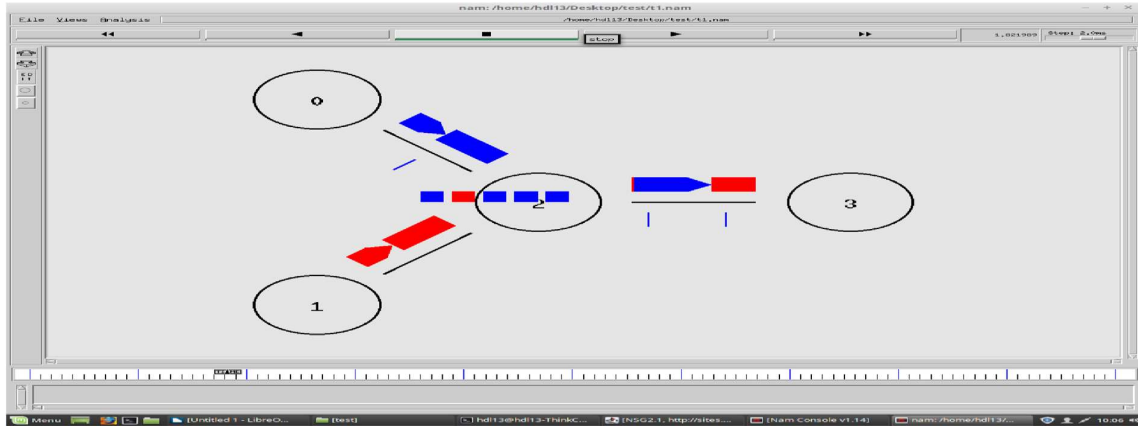 nam: /home/hdl13/Desktop/test/t1.nam
File Views Analysis /home/hdl13/Desktop/test/t1.nam
stop 1.021909 Step: 2.0ms
0
2
3
1
Menu [Untitled 1 - LibreO... [test] hdl13@hdl13-ThinkC... [NSG2.1, http://sites.... [Nam Console v1.14] nam: /home/hdl13/... 10:06